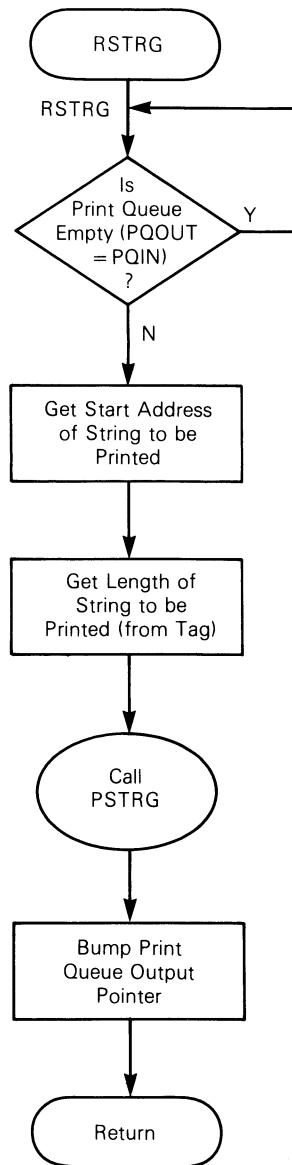 RSTRG
RSTRG
Is
Print Queue
Empty (PQOUT
= PQIN)
?
Y
N
Get Start Address
of String to be
Printed
Get Length of
String to be
Printed (from Tag)
Call
PSTRG
Bump Print
Queue Output
Pointer
Return